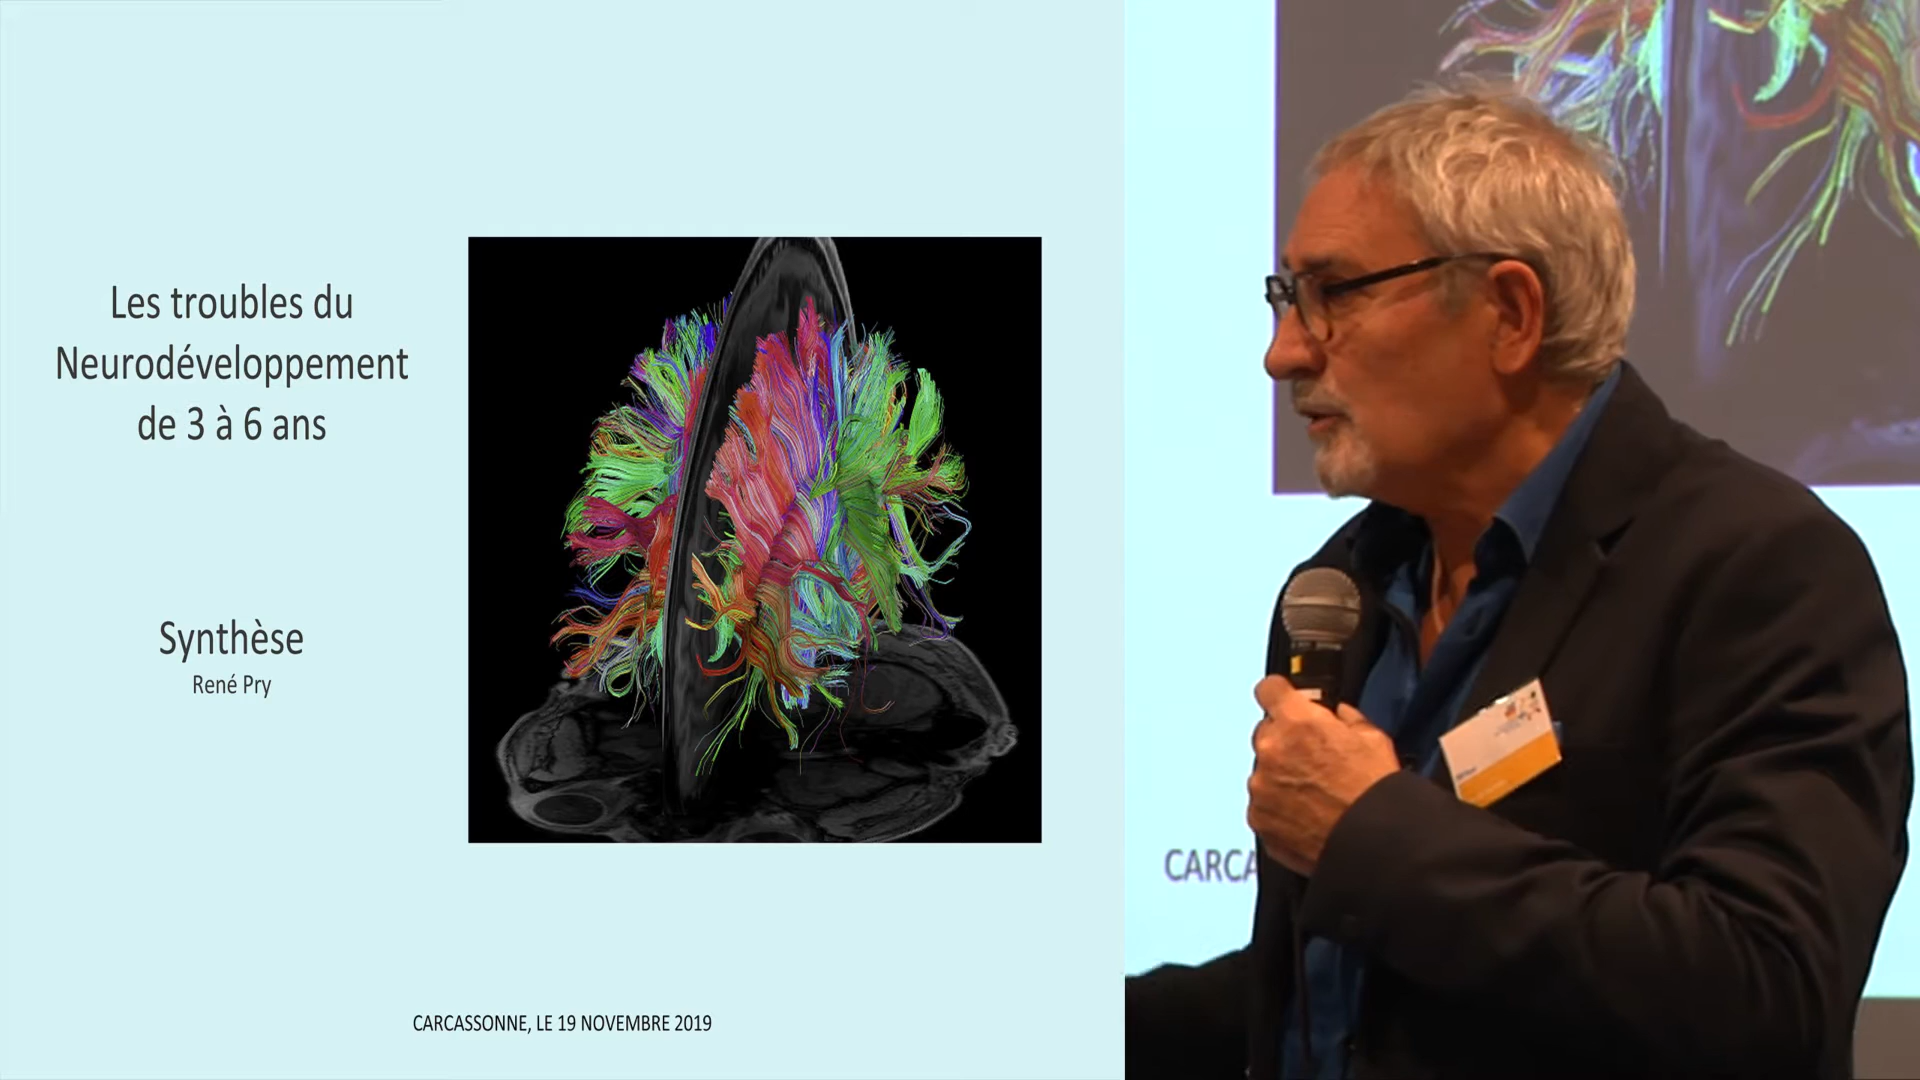 Les troubles du
Neurodéveloppement
de 3 à 6 ans
Synthèse
René Pry
CARCASSONNE, LE 19 NOVEMBRE 2019
CARCA